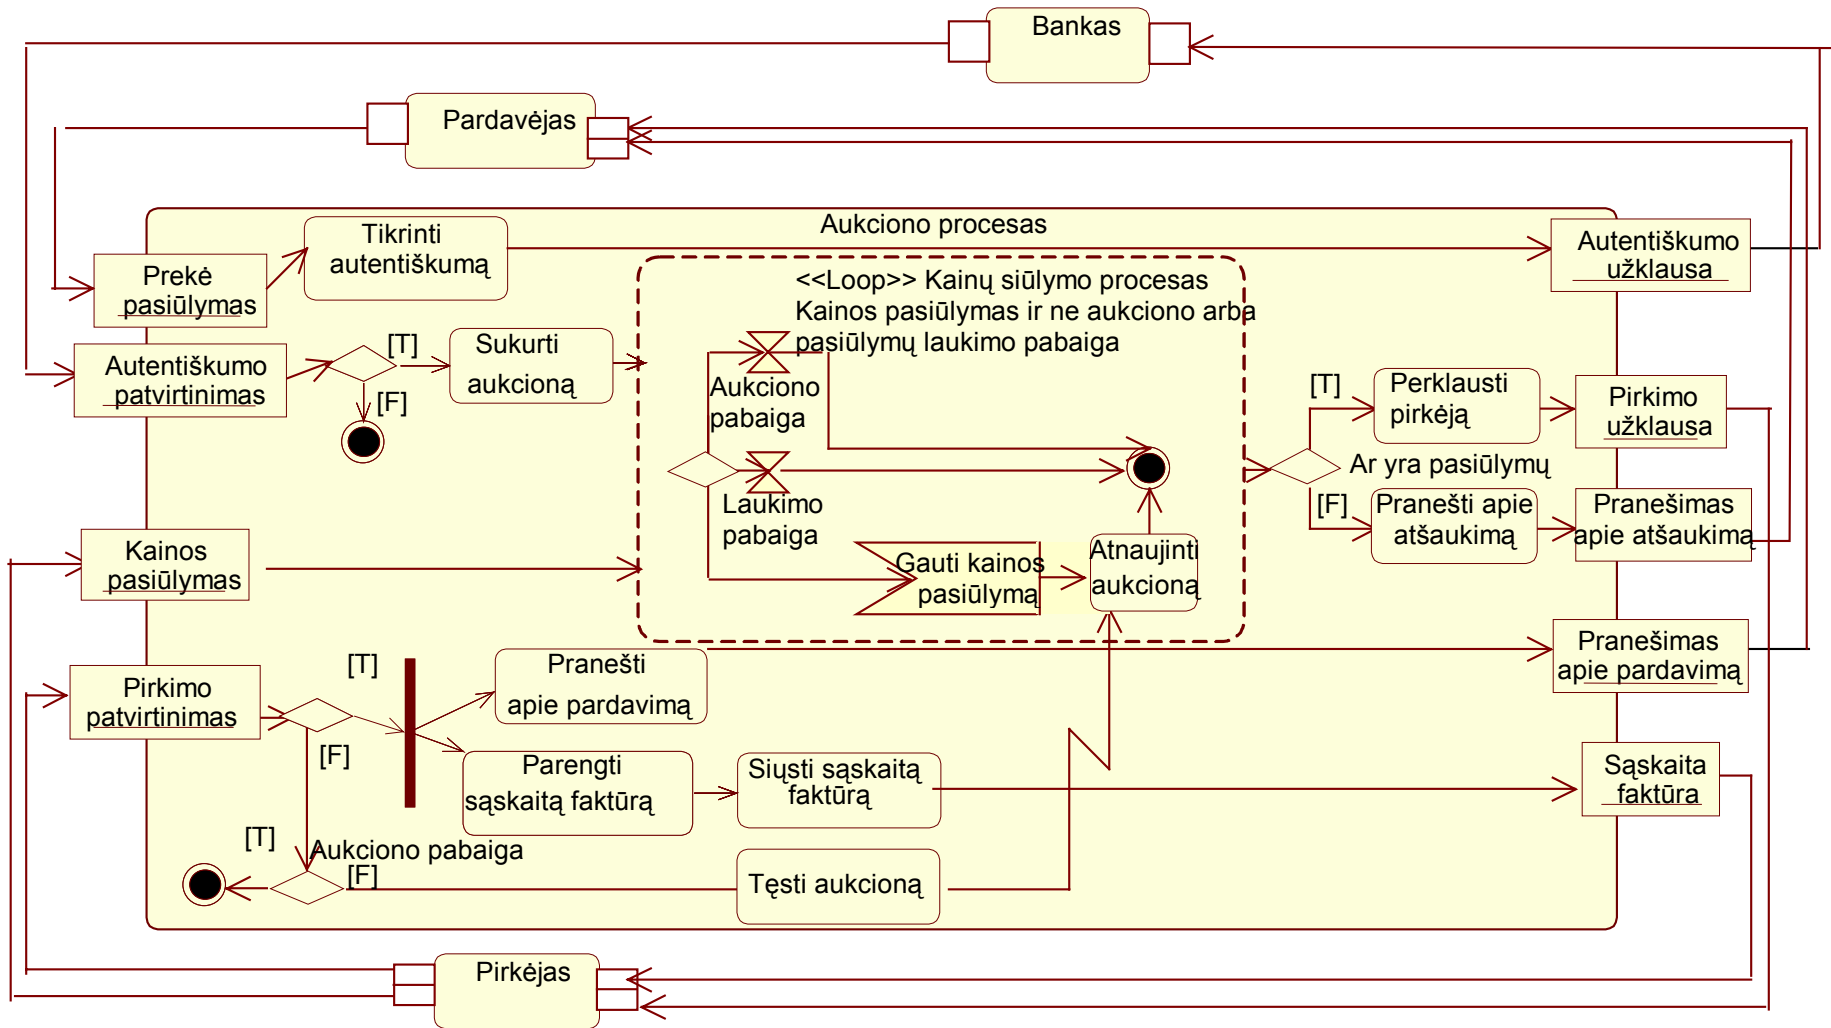 Bankas
Pardavėjas
Aukciono procesas
Tikrinti
autentiškumą
Autentiškumo
užklausa
Prekė
pasiūlymas
<<Loop>> Kainų siūlymo procesas
Kainos pasiūlymas ir ne aukciono arba
pasiūlymų laukimo pabaiga
Autentiškumo
patvirtinimas
[T]
[F]
Sukurti
aukcioną
Aukciono
pabaiga
Laukimo
pabaiga
[T]
Perklausti
pirkėją
Pirkimo
užklausa
Ar yra pasiūlymų
[F]
Pranešti apie
atšaukimą
Pranešimas
apie atšaukimą
Kainos
pasiūlymas
Gauti kainos
pasiūlymą
Atnaujinti
aukcioną
Pirkimo
patvirtinimas
[T]
[F]
Pranešti
apie pardavimą
Pranešimas
apie pardavimą
Parengti
sąskaitą faktūrą
Siųsti sąskaitą
faktūrą
Sąskaita
faktūra
[T]
Aukciono pabaiga
[F]
Tęsti aukcioną
Pirkėjas